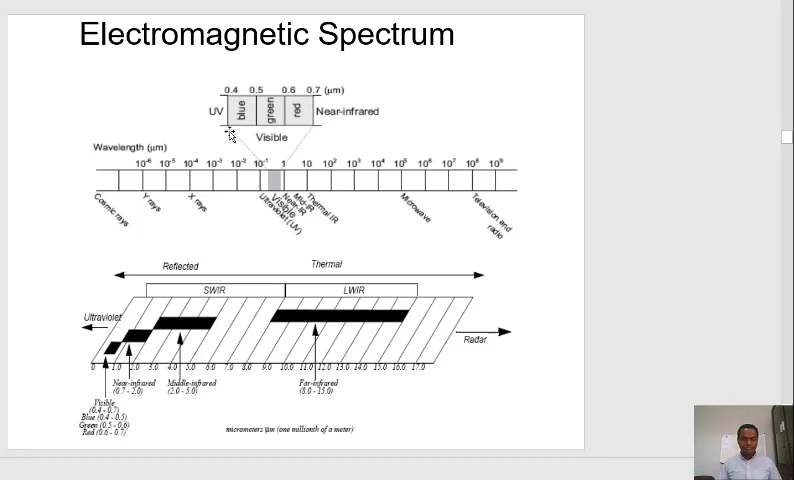 Electromagnetic Spectrum
0.4 0.5 0.6 0.7 (μm)
UV blue green red Near-infrared
Visible
Wavelength (μm)
10⁻⁶ 10⁻⁵ 10⁻⁴ 10⁻³ 10⁻² 10⁻¹ 1 10 10² 10³ 10⁴ 10⁵ 10⁶ 10⁷ 10⁸ 10⁹
Cosmic rays
Y rays
X rays
Ultraviolet (UV)
Visible
Near-IR
Mid-IR
Thermal IR
Microwave
Television and
radio
Reflected Thermal
SWIR LWIR
Ultraviolet
Radar
0 1.0 2.0 3.0 4.0 5.0 6.0 7.0 8.0 9.0 10.0 11.0 12.0 13.0 14.0 15.0 16.0 17.0
Near-infrared
(0.7 - 2.0)
Middle-infrared
(2.0 - 5.0)
Far-infrared
(8.0 - 15.0)
Visible
(0.4 - 0.7)
Blue (0.4 - 0.5)
Green (0.5 - 0.6)
Red (0.6 - 0.7)
micrometers μm (one millionth of a meter)